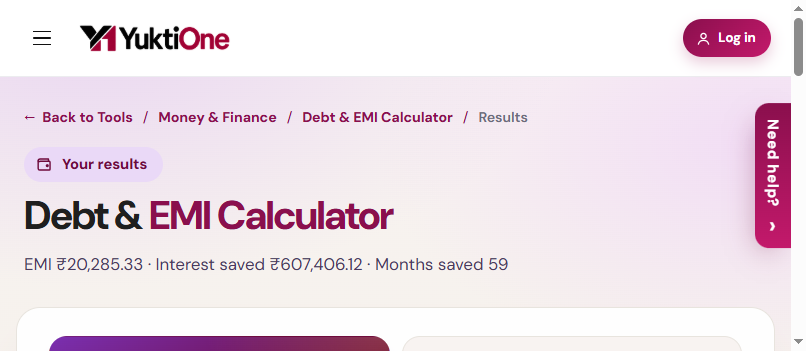 YuktiOne
Log in
← Back to Tools / Money & Finance / Debt & EMI Calculator / Results
Need help? ›
Your results
Debt & EMI Calculator
EMI ₹20,285.33 · Interest saved ₹607,406.12 · Months saved 59